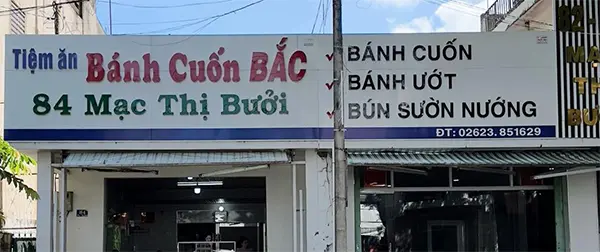 Tiệm ăn Bánh Cuốn BẮC
84 Mạc Thị Bưởi
✓ BÁNH CUỐN
✓ BÁNH ƯỚT
✓ BÚN SƯỜN NƯỚNG
ĐT: 02623.851629
82